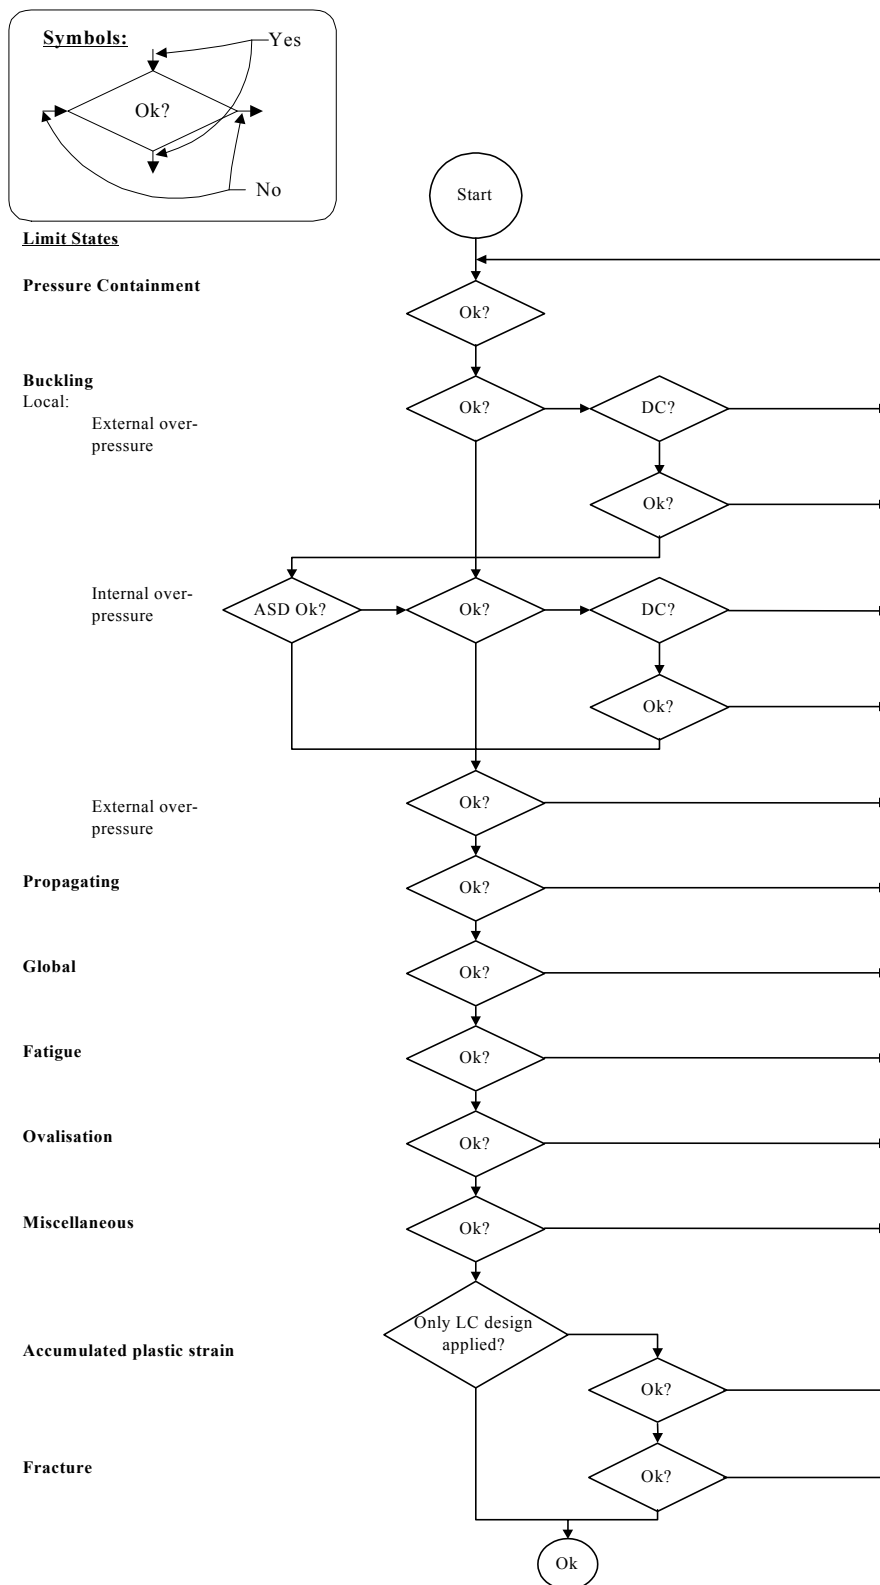 Symbols:
Yes
Ok?
No
Start
Limit States
Pressure Containment
Ok?
Buckling
Local:
External over-
pressure
Ok?
DC?
Ok?
Internal over-
pressure
ASD Ok?
Ok?
DC?
Ok?
External over-
pressure
Ok?
Propagating
Ok?
Global
Ok?
Fatigue
Ok?
Ovalisation
Ok?
Miscellaneous
Ok?
Only LC design
applied?
Accumulated plastic strain
Ok?
Fracture
Ok?
Ok